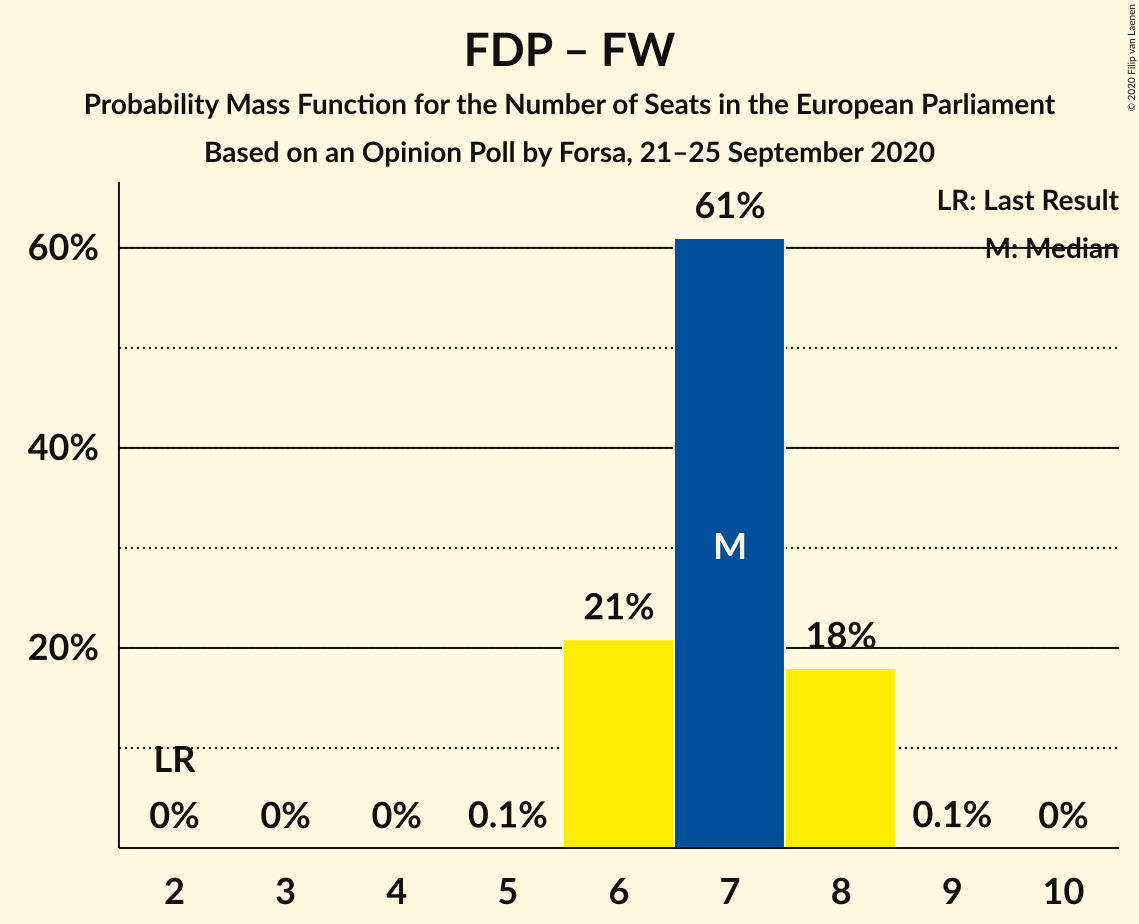 FDP – FW
Probability Mass Function for the Number of Seats in the European Parliament
Based on an Opinion Poll by Forsa, 21–25 September 2020
© 2020 Filip van Laenen
LR: Last Result
M: Median
61%
60%
40%
M
21%
18%
20%
LR
0%
0%
0%
0.1%
0.1%
0%
2
3
4
5
6
7
8
9
10